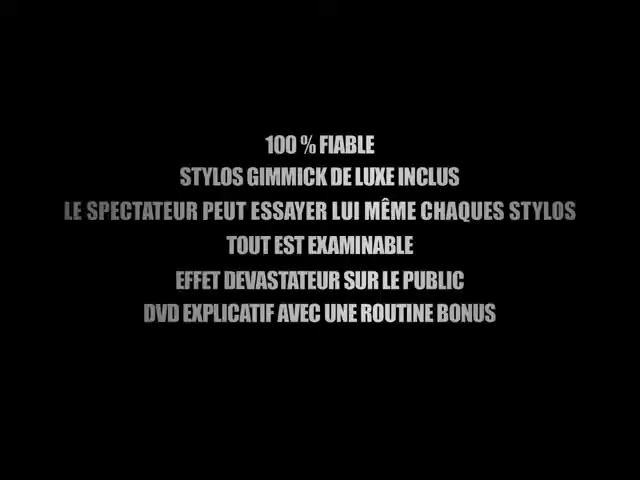 100 % FIABLE
STYLOS GIMMICK DE LUXE INCLUS
LE SPECTATEUR PEUT ESSAYER LUI MÊME CHAQUES STYLOS
TOUT EST EXAMINABLE
EFFET DEVASTATEUR SUR LE PUBLIC
DVD EXPLICATIF AVEC UNE ROUTINE BONUS